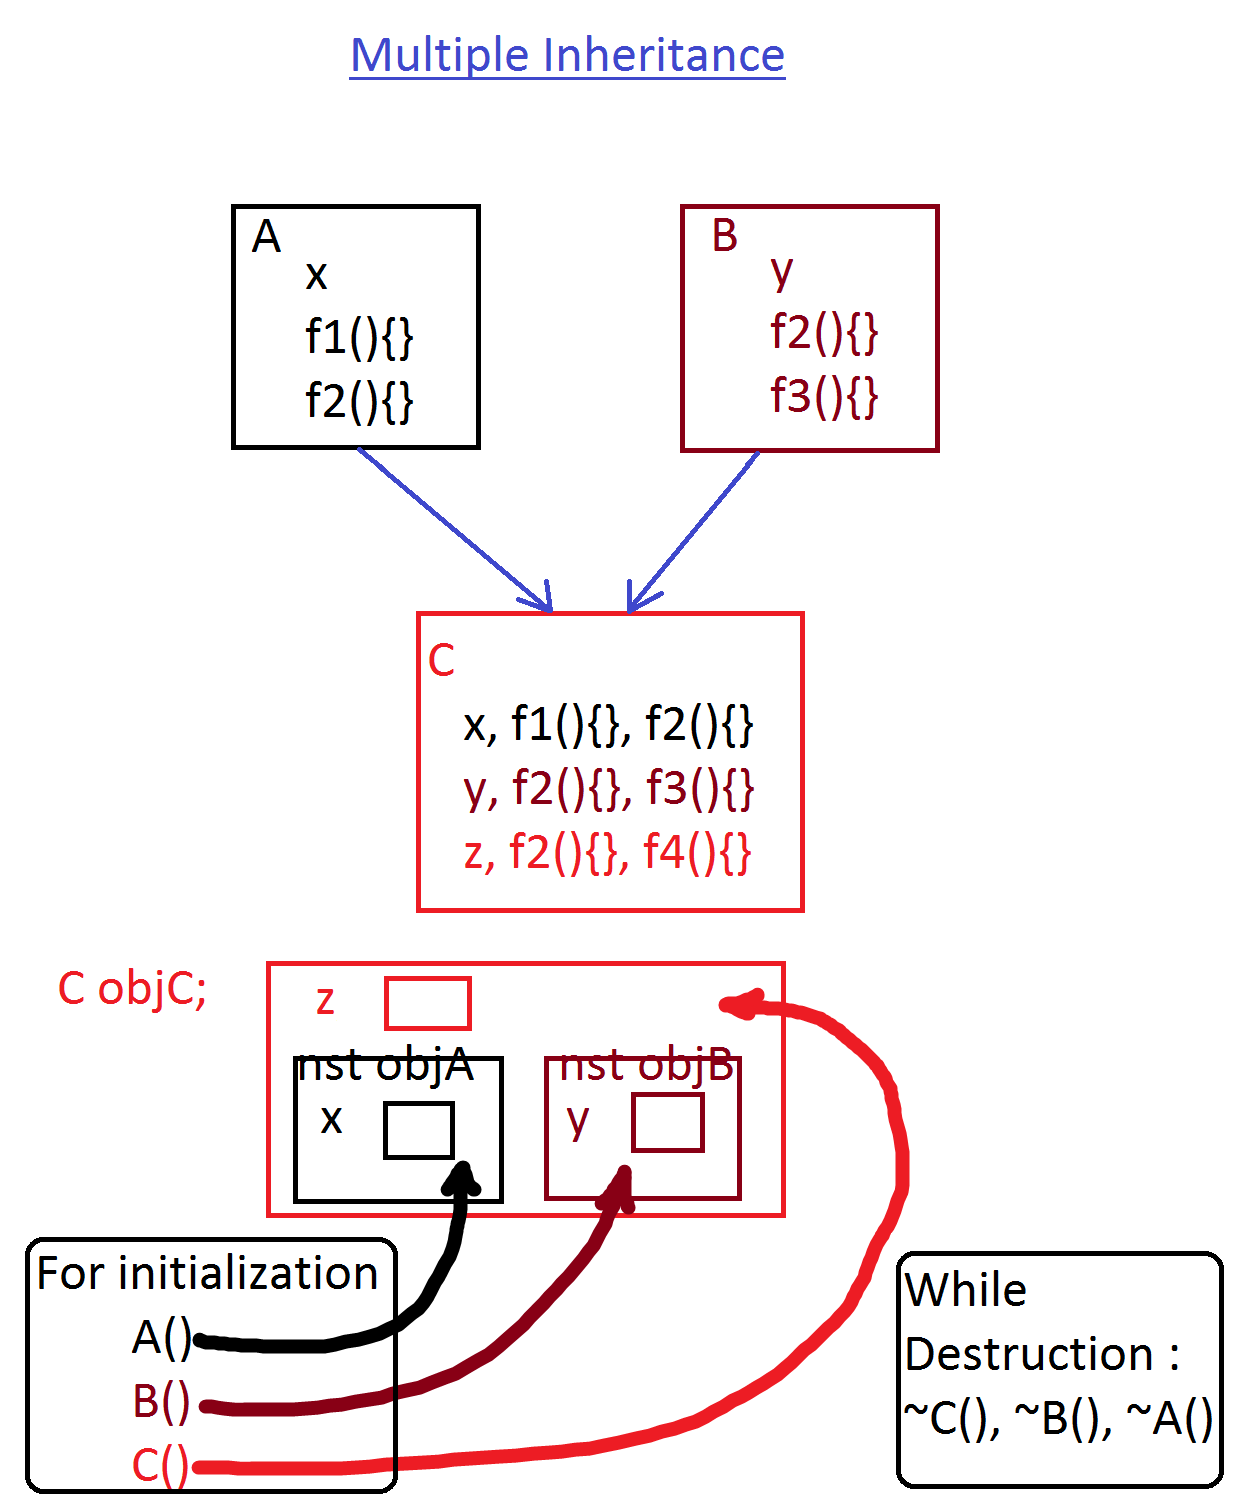 Multiple Inheritance
A
x
f1(){}
f2(){}
B
y
f2(){}
f3(){}
C
x, f1(){}, f2(){}
y, f2(){}, f3(){}
z, f2(){}, f4(){}
C objC;
z
nst objA
x
nst objB
y
For initialization
A()
B()
C()
While
Destruction :
~C(), ~B(), ~A()